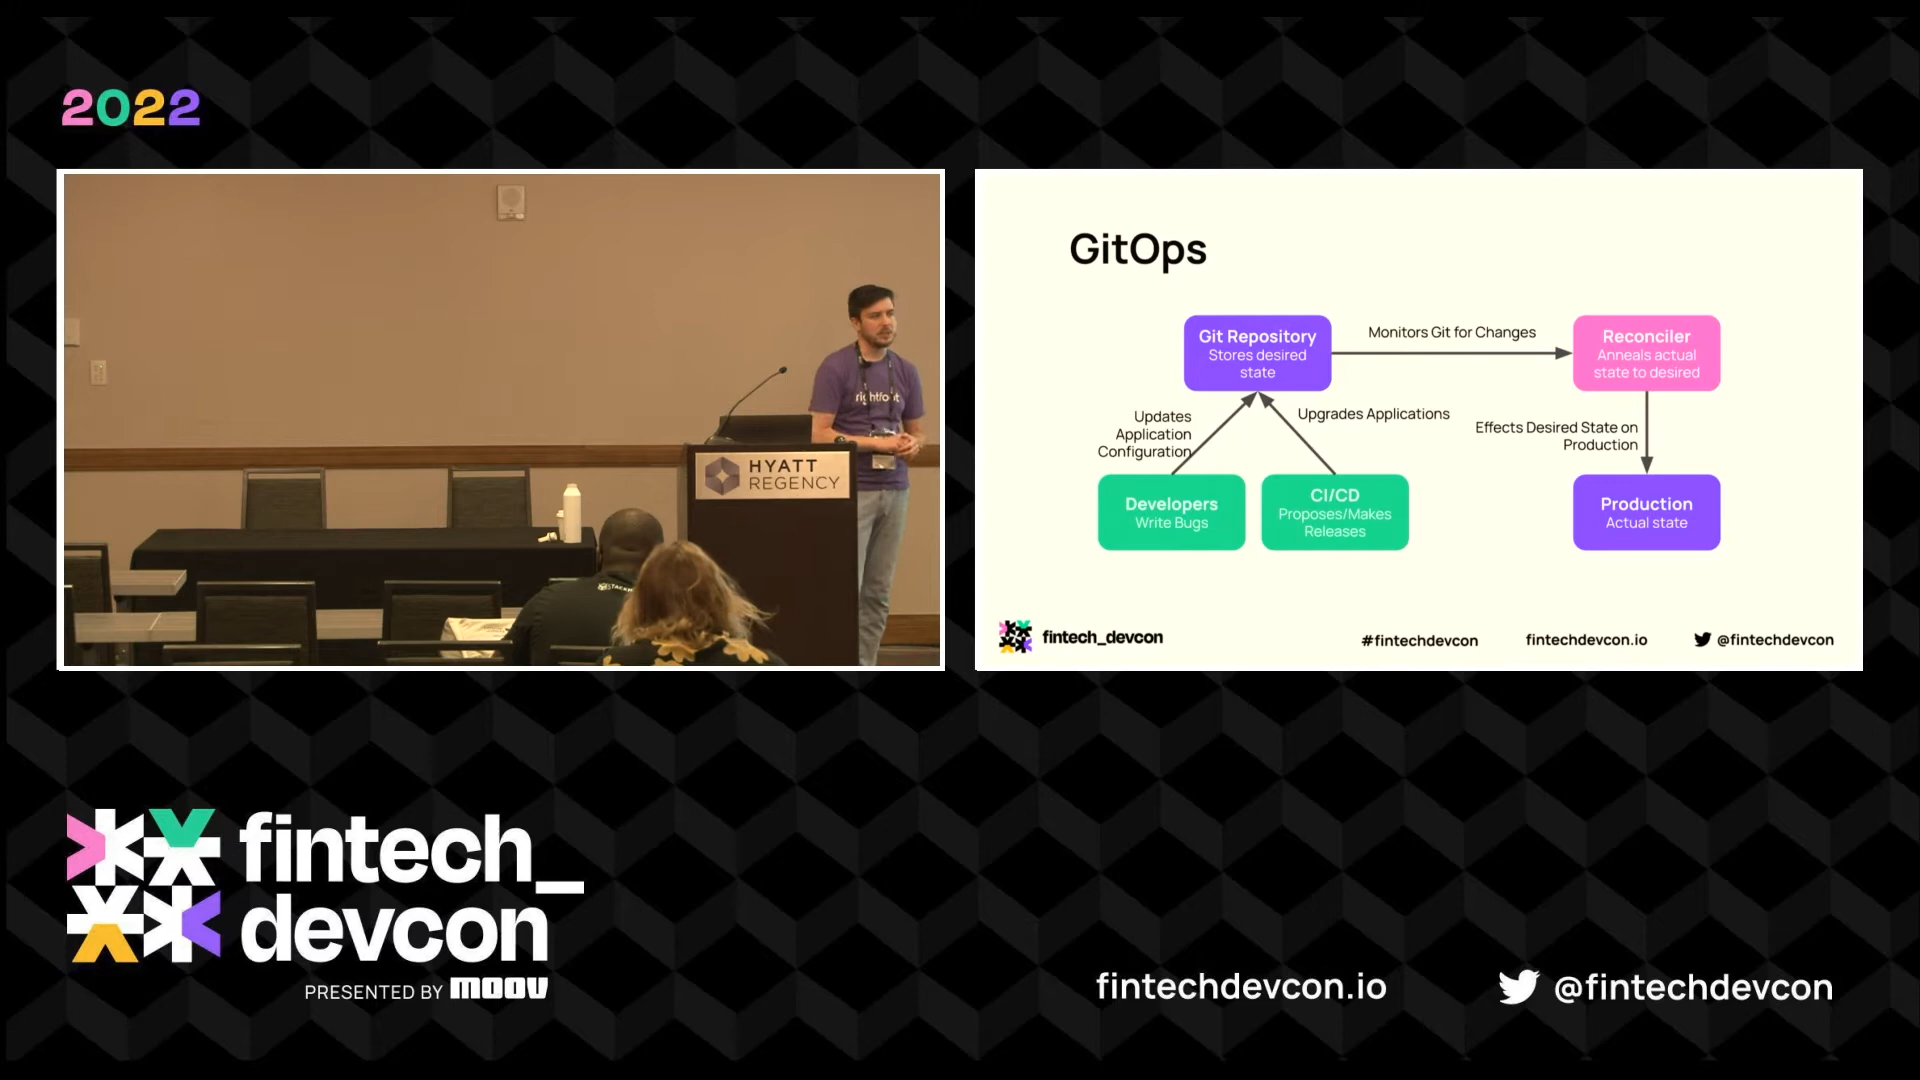 2022
rightfoot
HYATT
REGENCY
GitOps
Git Repository
Stores desired
state
Monitors Git for Changes
Reconciler
Anneals actual
state to desired
Updates
Application
Configuration
Upgrades Applications
Effects Desired State on
Production
Developers
Write Bugs
CI/CD
Proposes/Makes
Releases
Production
Actual state
fintech_devcon
#fintechdevcon
fintechdevcon.io
@fintechdevcon
fintech_
devcon
PRESENTED BY moov
fintechdevcon.io
@fintechdevcon